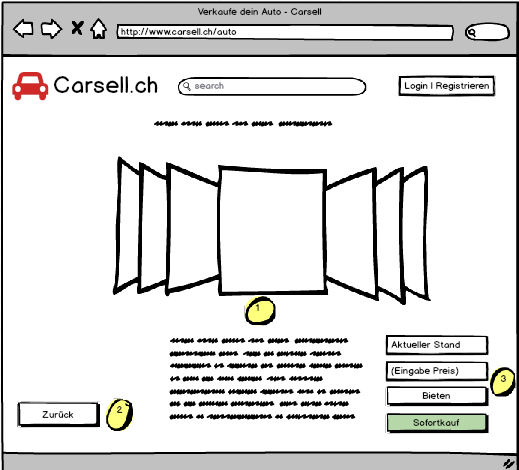 Verkaufe dein Auto - Carsell
http://www.carsell.ch/auto
Carsell.ch
search
Login | Registrieren
1
Aktueller Stand
(Eingabe Preis)
3
Bieten
Zurück
2
Sofortkauf